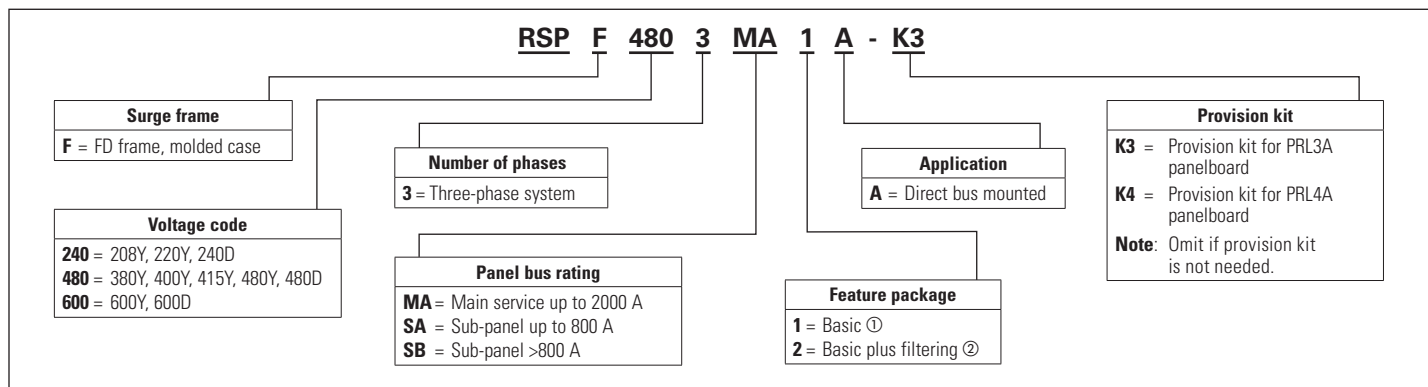 RSP F 480 3 MA 1 A - K3
Surge frame
F = FD frame, molded case
Voltage code
240 = 208Y, 220Y, 240D
480 = 380Y, 400Y, 415Y, 480Y, 480D
600 = 600Y, 600D
Number of phases
3 = Three-phase system
Panel bus rating
MA = Main service up to 2000 A
SA = Sub-panel up to 800 A
SB = Sub-panel >800 A
Feature package
1 = Basic ①
2 = Basic plus filtering ②
Application
A = Direct bus mounted
Provision kit
K3 = Provision kit for PRL3A
panelboard
K4 = Provision kit for PRL4A
panelboard
Note: Omit if provision kit
is not needed.